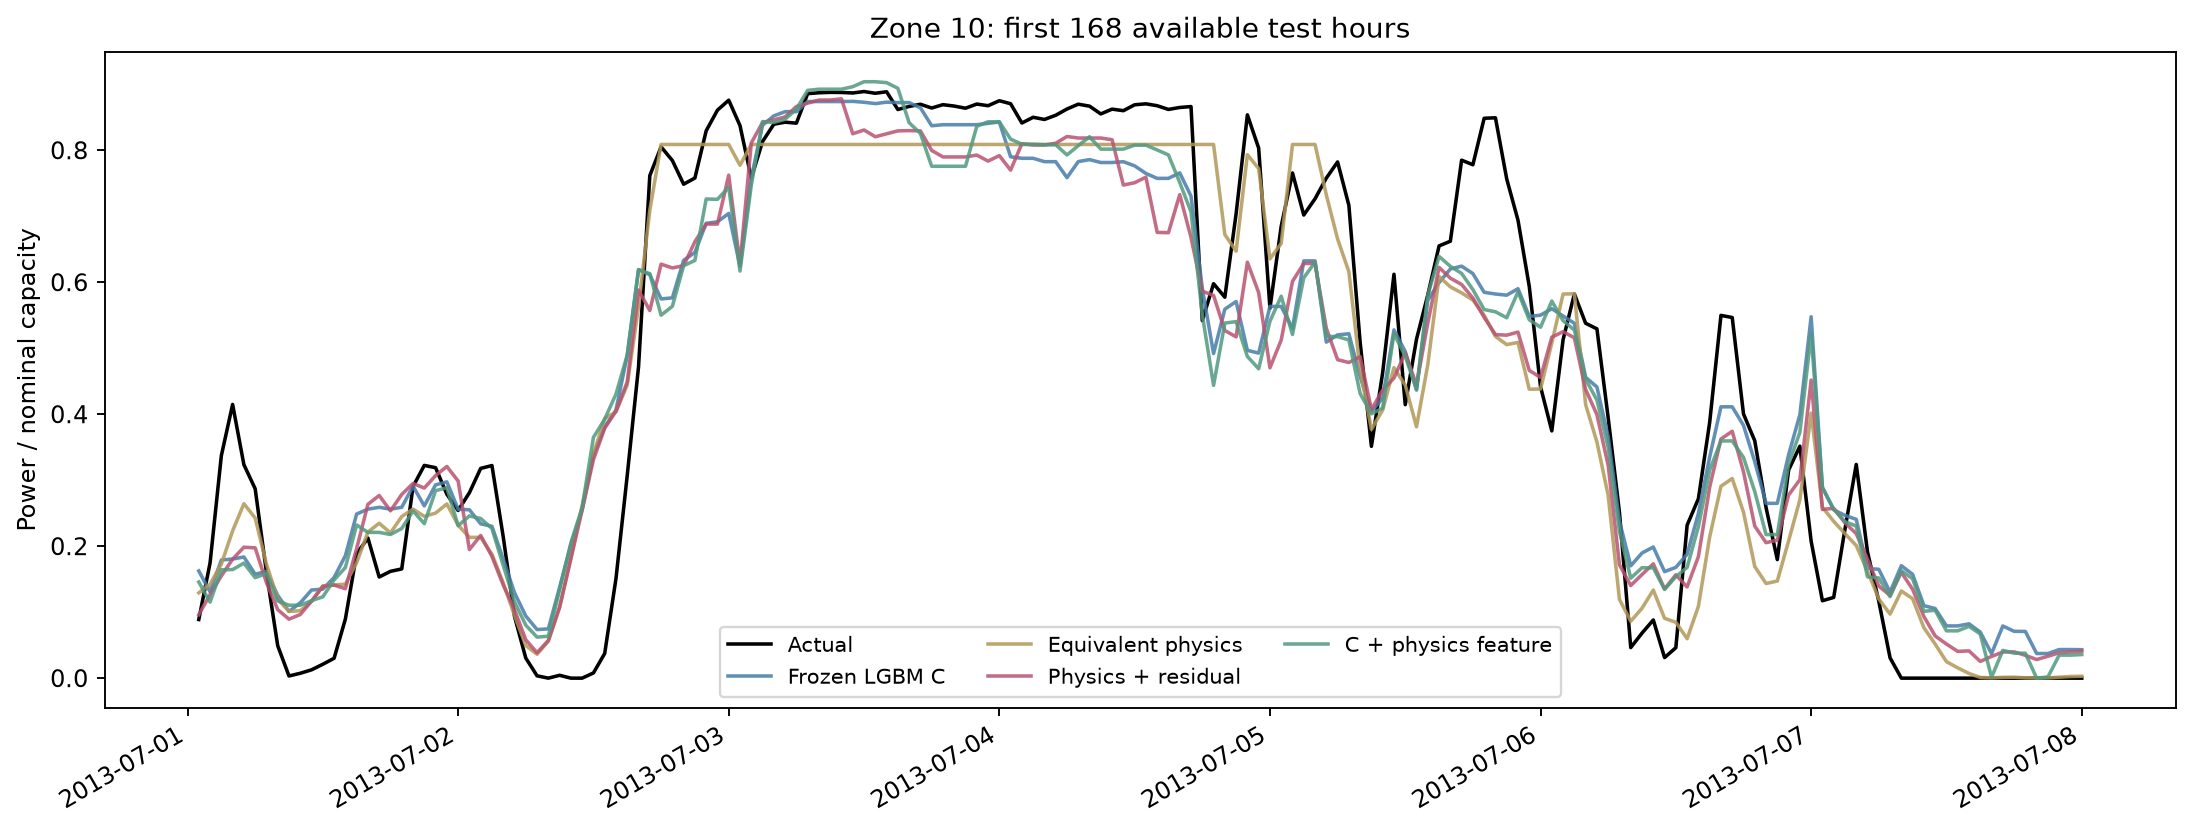 Zone 10: first 168 available test hours
Power / nominal capacity
0.8
0.6
0.4
0.2
0.0
Actual
Frozen LGBM C
Equivalent physics
Physics + residual
C + physics feature
2013-07-01
2013-07-02
2013-07-03
2013-07-04
2013-07-05
2013-07-06
2013-07-07
2013-07-08